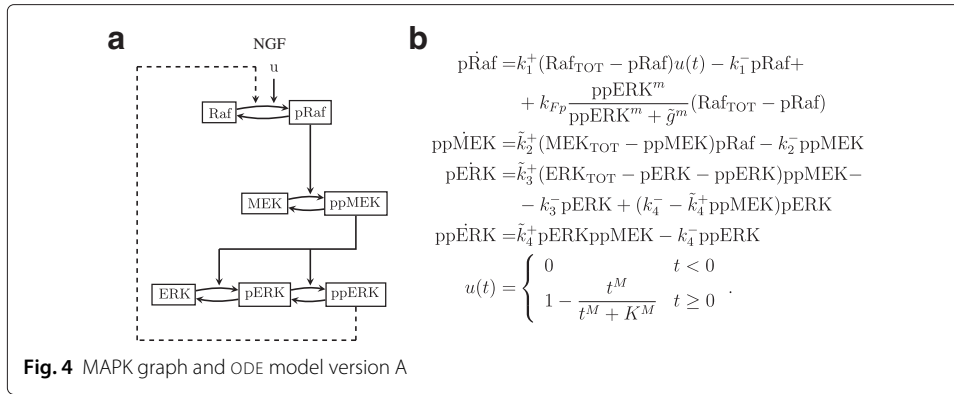 a
NGF
u
Raf
pRaf
MEK
ppMEK
ERK
pERK
ppERK
b
pṘaf =k₁⁺(Raf_TOT − pRaf)u(t) − k₁⁻pRaf+
+ k_Fp ppERK^m / (ppERK^m + g̃^m) (Raf_TOT − pRaf)
ppṀEK =k̃₂⁺(MEK_TOT − ppMEK)pRaf − k₂⁻ppMEK
pEṘK =k̃₃⁺(ERK_TOT − pERK − ppERK)ppMEK−
− k₃⁻pERK + (k₄⁻ − k̃₄⁺ppMEK)pERK
ppEṘK =k̃₄⁺pERKppMEK − k₄⁻ppERK
u(t) = { 0 t < 0
1 − t^M / (t^M + K^M) t ≥ 0 .
Fig. 4 MAPK graph and ODE model version A